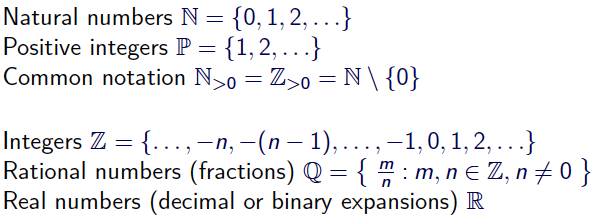 Natural numbers ℕ = {0, 1, 2, . . .}
Positive integers ℙ = {1, 2, . . .}
Common notation ℕ>0 = ℤ>0 = ℕ \ {0}
Integers ℤ = {. . . , −n, −(n − 1), . . . , −1, 0, 1, 2, . . .}
Rational numbers (fractions) ℚ = { m/n : m, n ∈ ℤ, n ≠ 0 }
Real numbers (decimal or binary expansions) ℝ